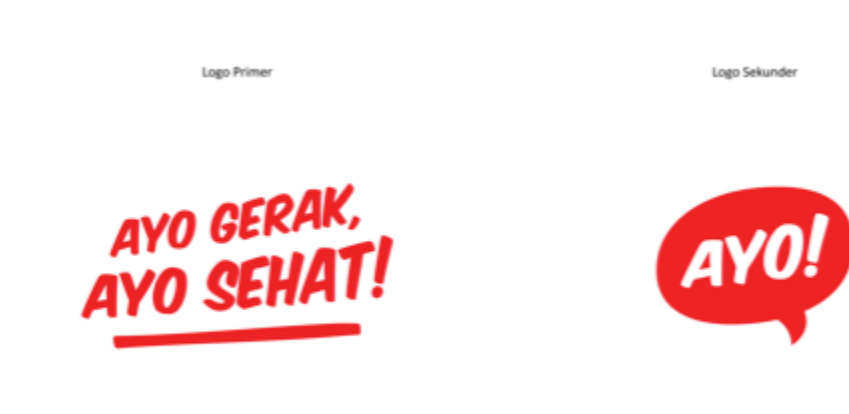 Logo Primer
AYO GERAK,
AYO SEHAT!
Logo Sekunder
AYO!